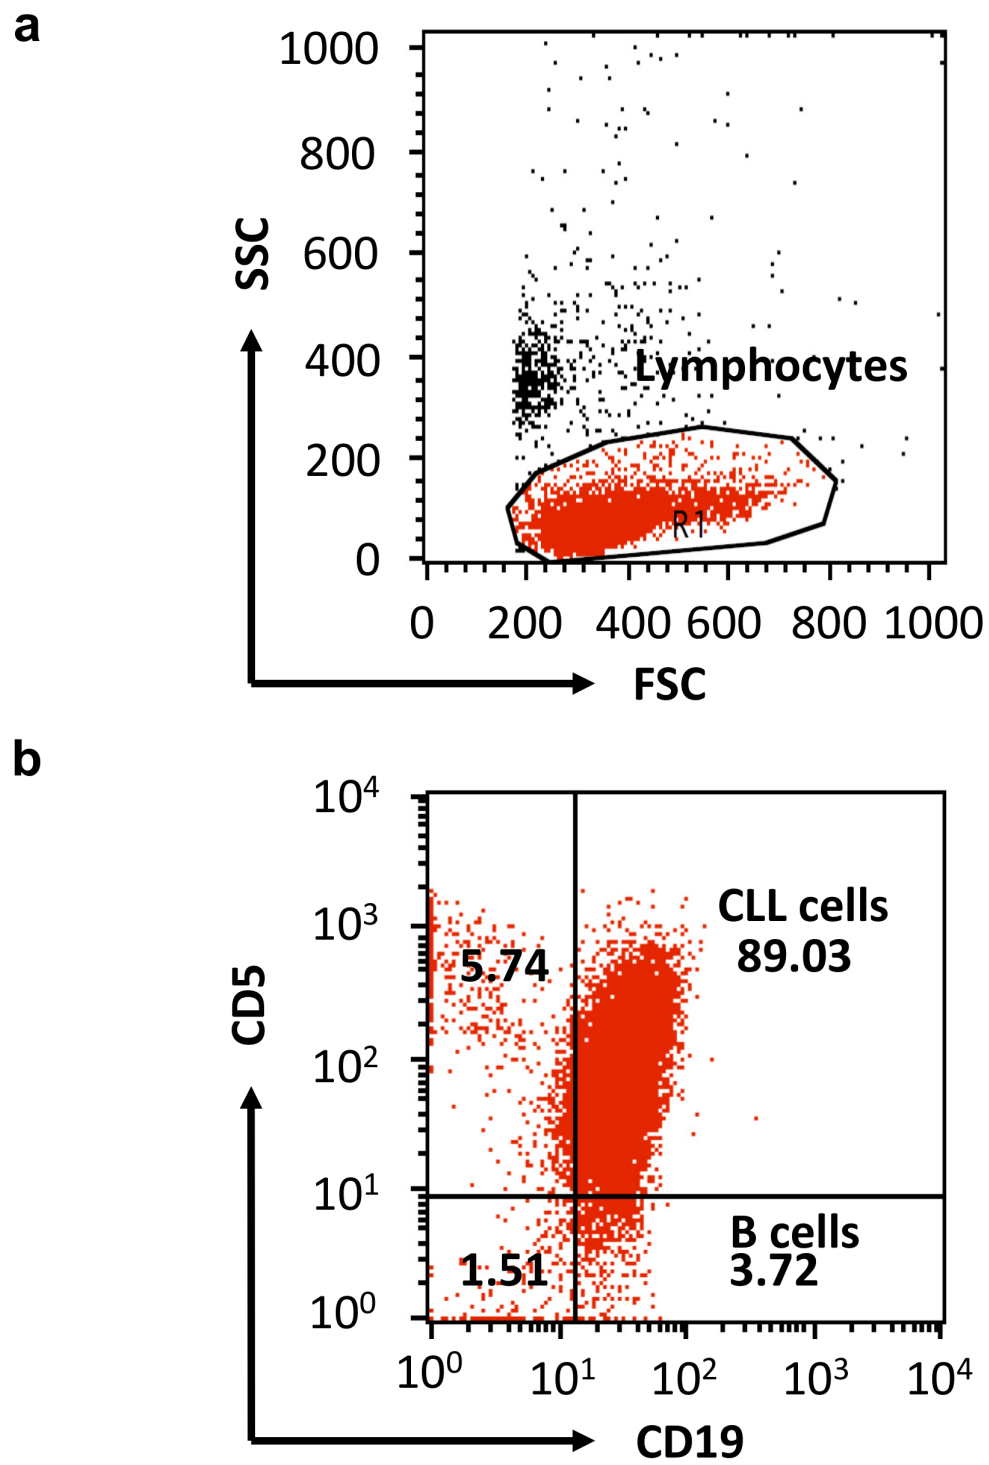 a
1000
800
600
400
200
0
SSC
Lymphocytes
R1
0 200 400 600 800 1000
FSC
b
10⁴
10³
10²
10¹
10⁰
CD5
CLL cells
89.03
5.74
B cells
3.72
1.51
10⁰ 10¹ 10² 10³ 10⁴
CD19